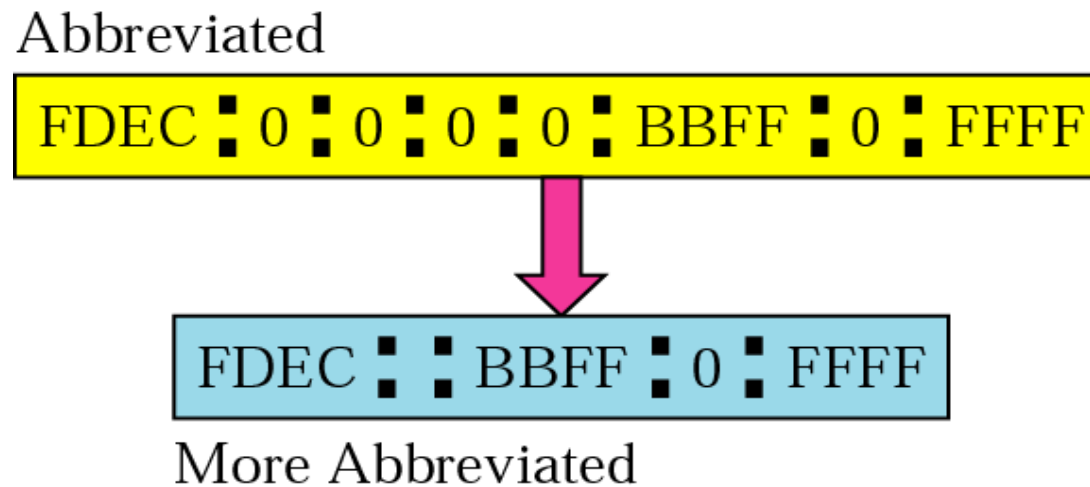 Abbreviated
FDEC : 0 : 0 : 0 : 0 : BBFF : 0 : FFFF
FDEC : : BBFF : 0 : FFFF
More Abbreviated